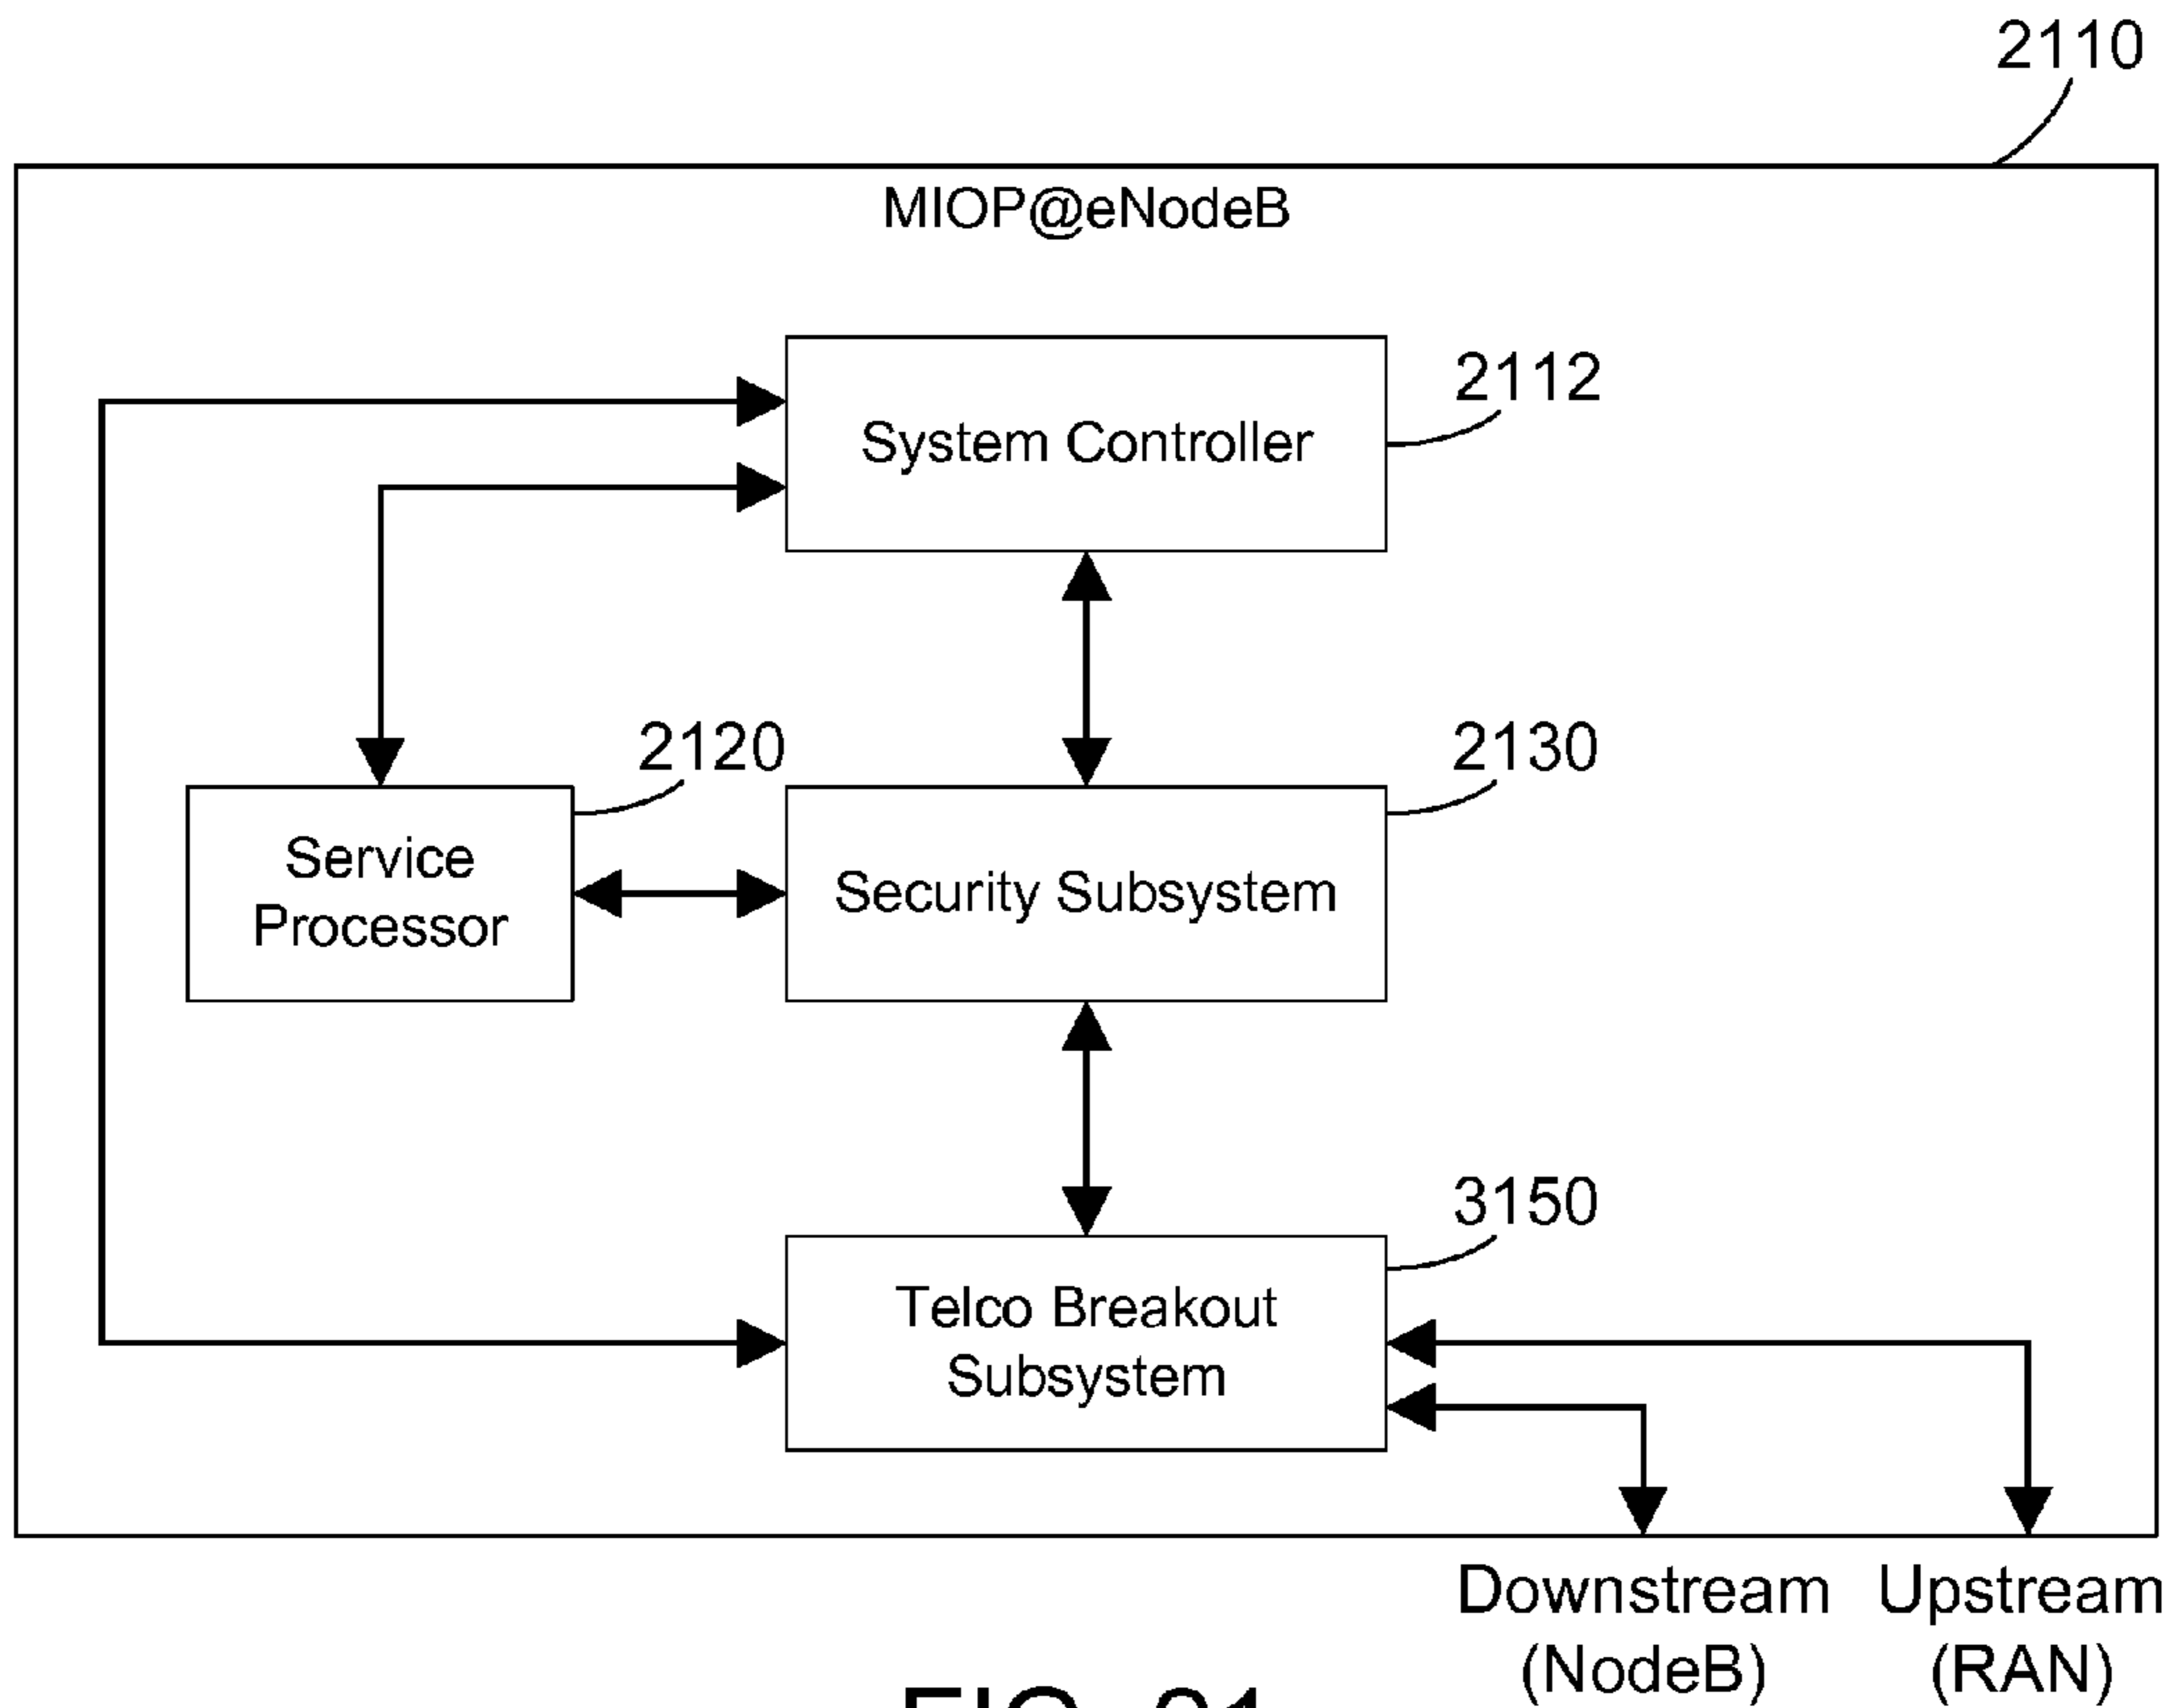 2110
MIOP@eNodeB
2112
System Controller
2120
2130
Service
Processor
Security Subsystem
3150
Telco Breakout
Subsystem
Downstream
(NodeB)
Upstream
(RAN)